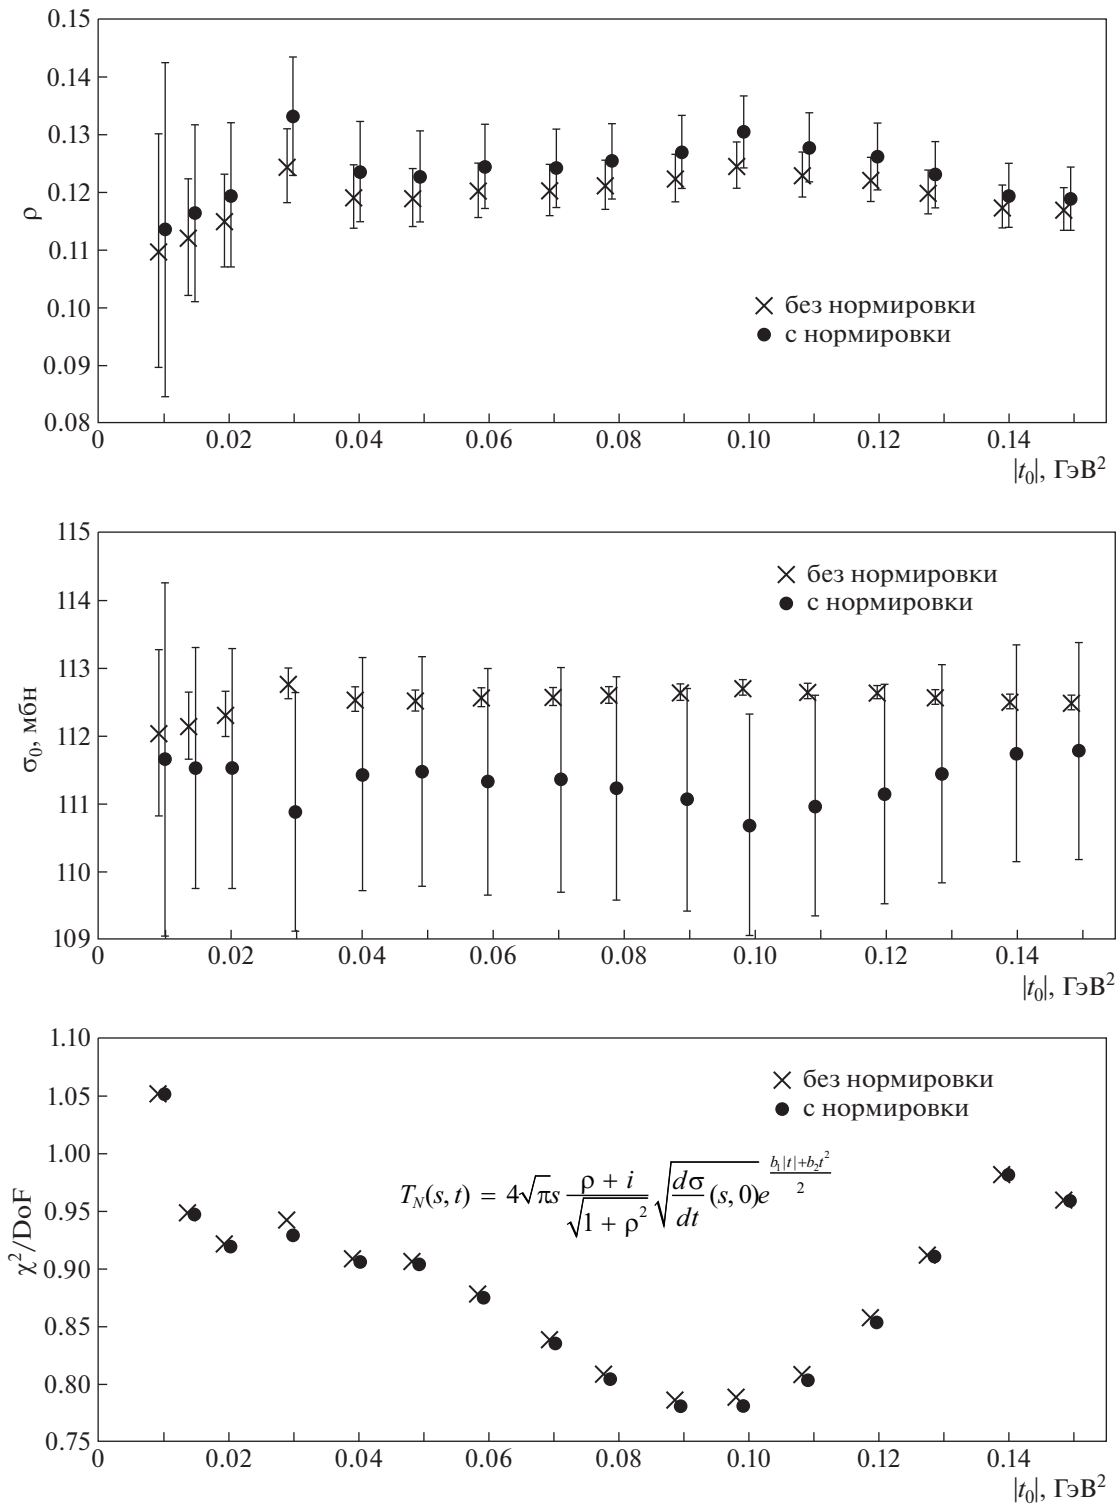 0.15
0.14
0.13
0.12
0.11
0.10
0.09
0.08
ρ
× без нормировки
● с нормировки
0 0.02 0.04 0.06 0.08 0.10 0.12 0.14
|t₀|, ГэВ²
115
114
113
112
111
110
109
σ₀, мбн
× без нормировки
● с нормировки
0 0.02 0.04 0.06 0.08 0.10 0.12 0.14
|t₀|, ГэВ²
1.10
1.05
1.00
0.95
0.90
0.85
0.80
0.75
χ²/DoF
× без нормировки
● с нормировки
T_N(s, t) = 4√πs (ρ + i)/√(1 + ρ²) √(dσ/dt (s, 0)) e^((b₁|t|+b₂t²)/2)
0 0.02 0.04 0.06 0.08 0.10 0.12 0.14
|t₀|, ГэВ²